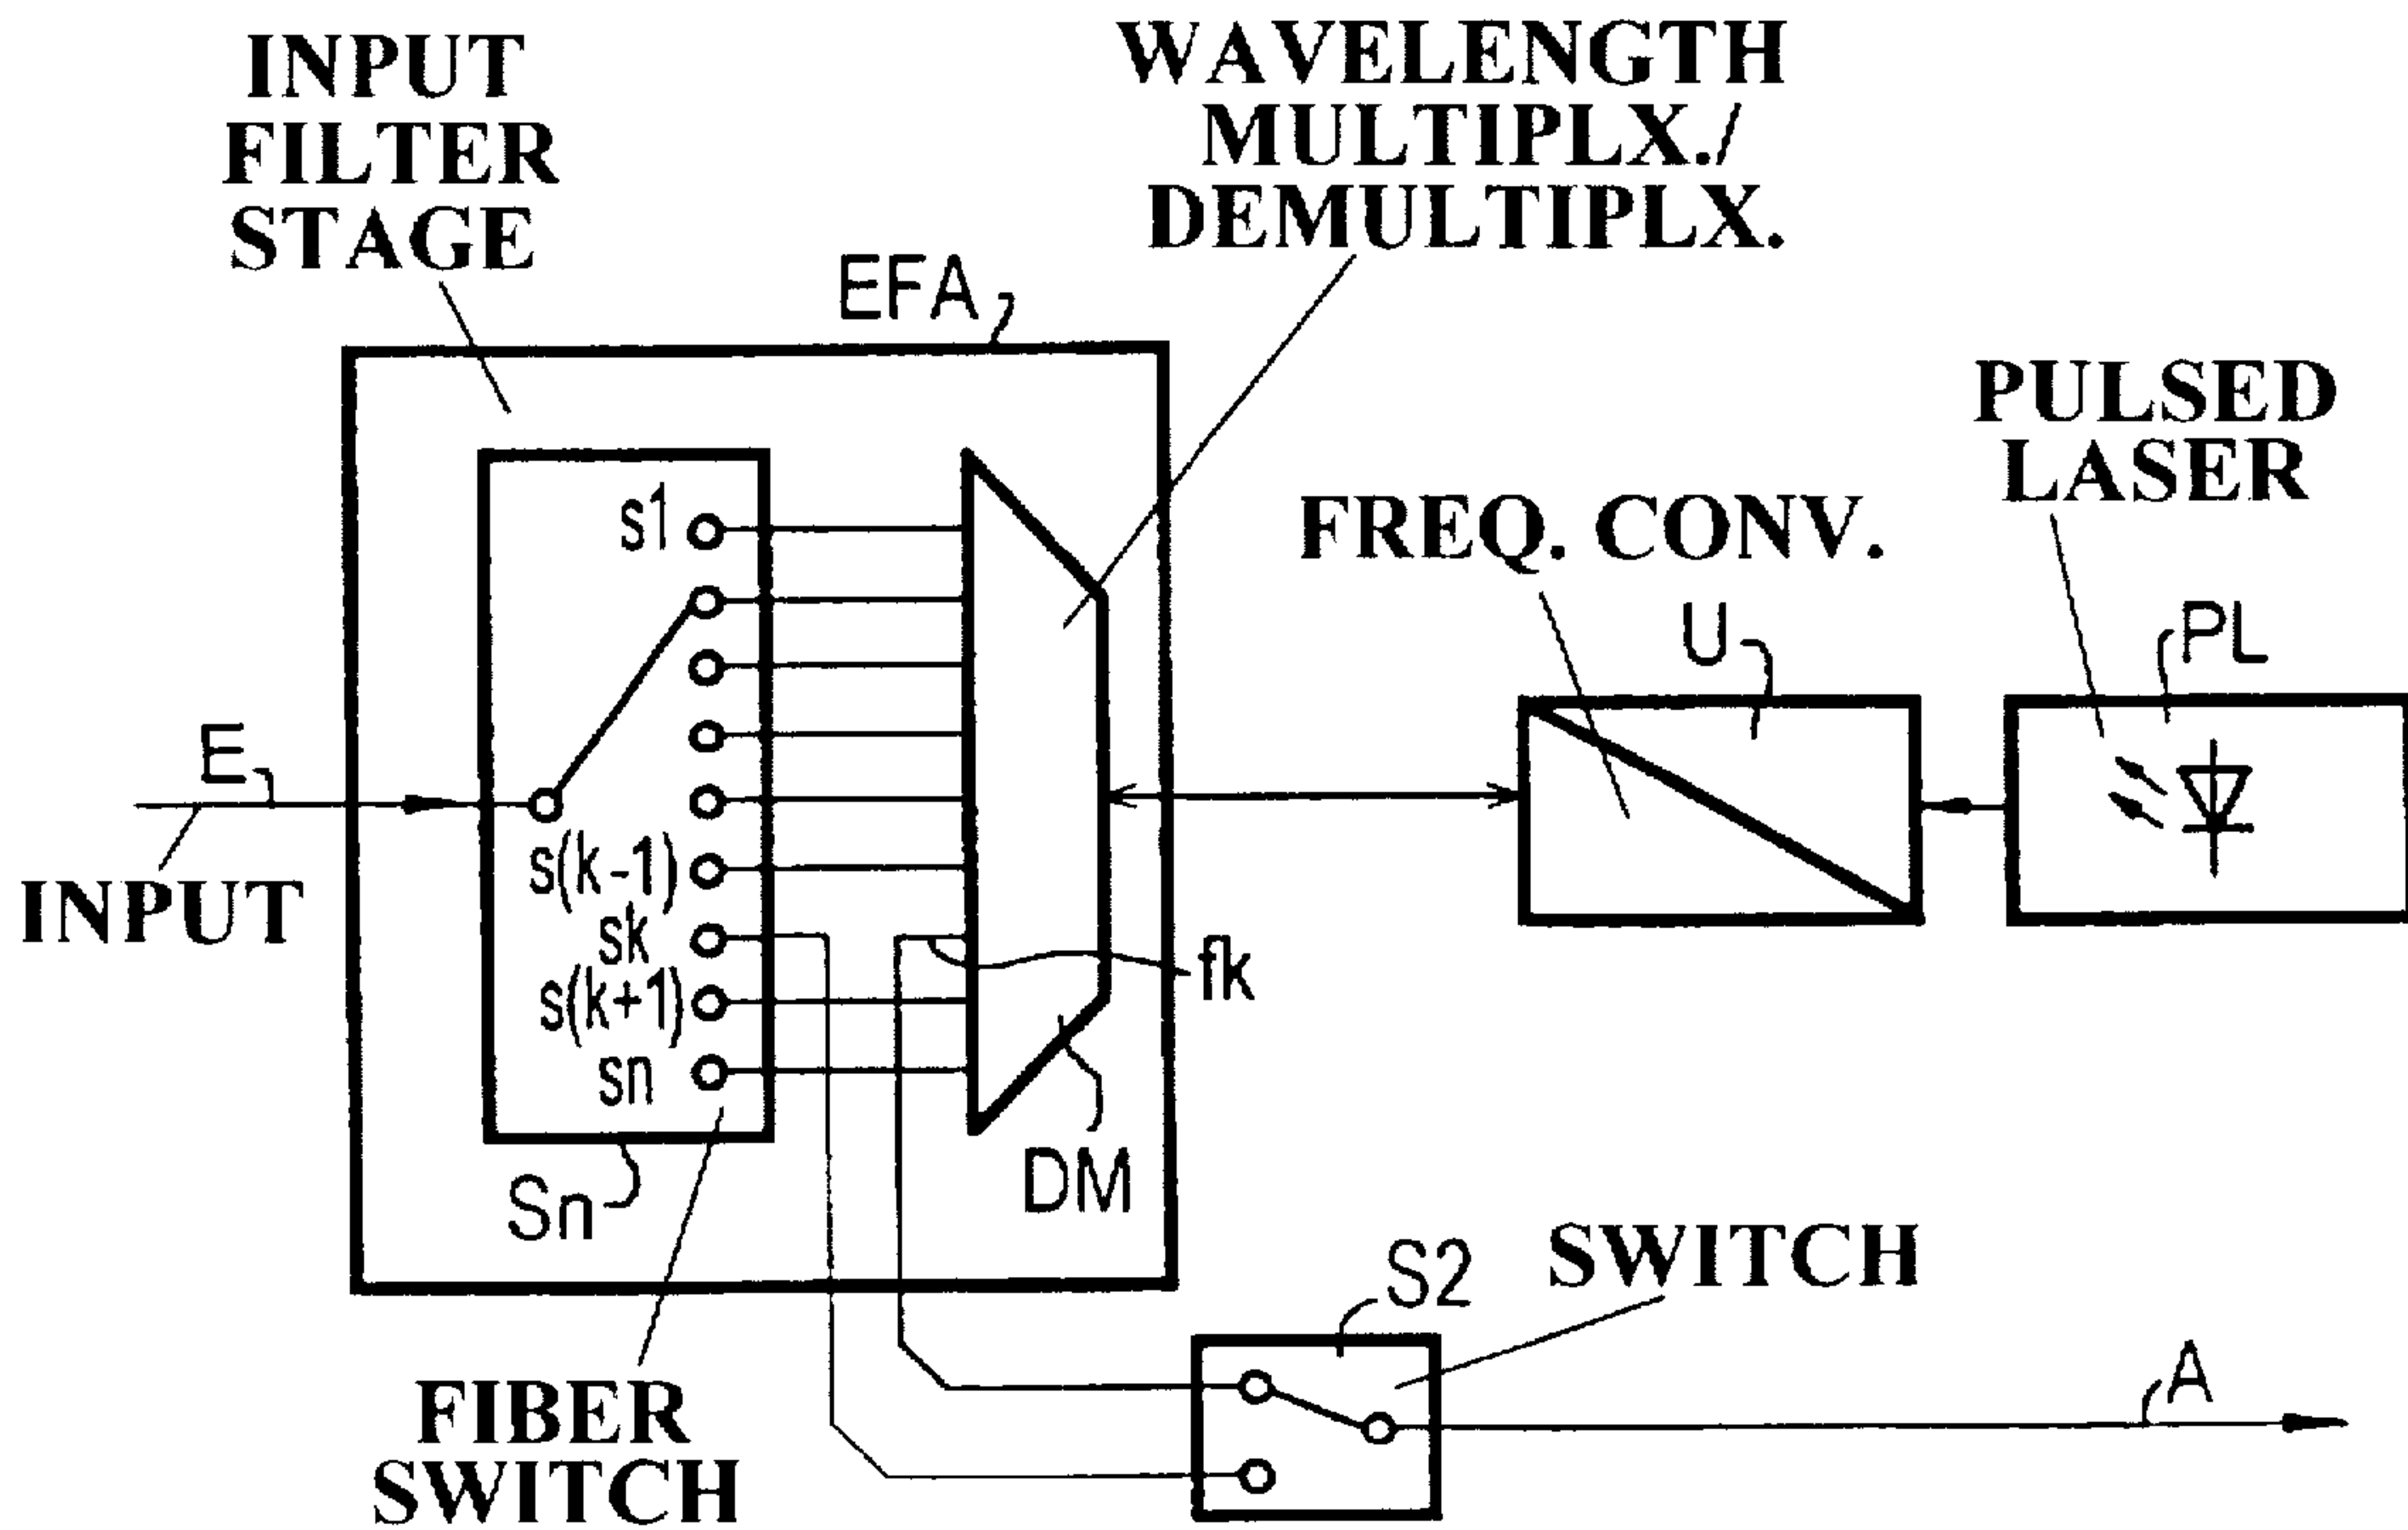 INPUT
FILTER
STAGE
WAVELENGTH
MULTIPLX./
DEMULTIPLX.
EFA
PULSED
LASER
FREQ. CONV.
s1
U
PL
E
s(k-1)
INPUT
sk
fk
s(k+1)
sn
DM
Sn
S2
SWITCH
A
FIBER
SWITCH